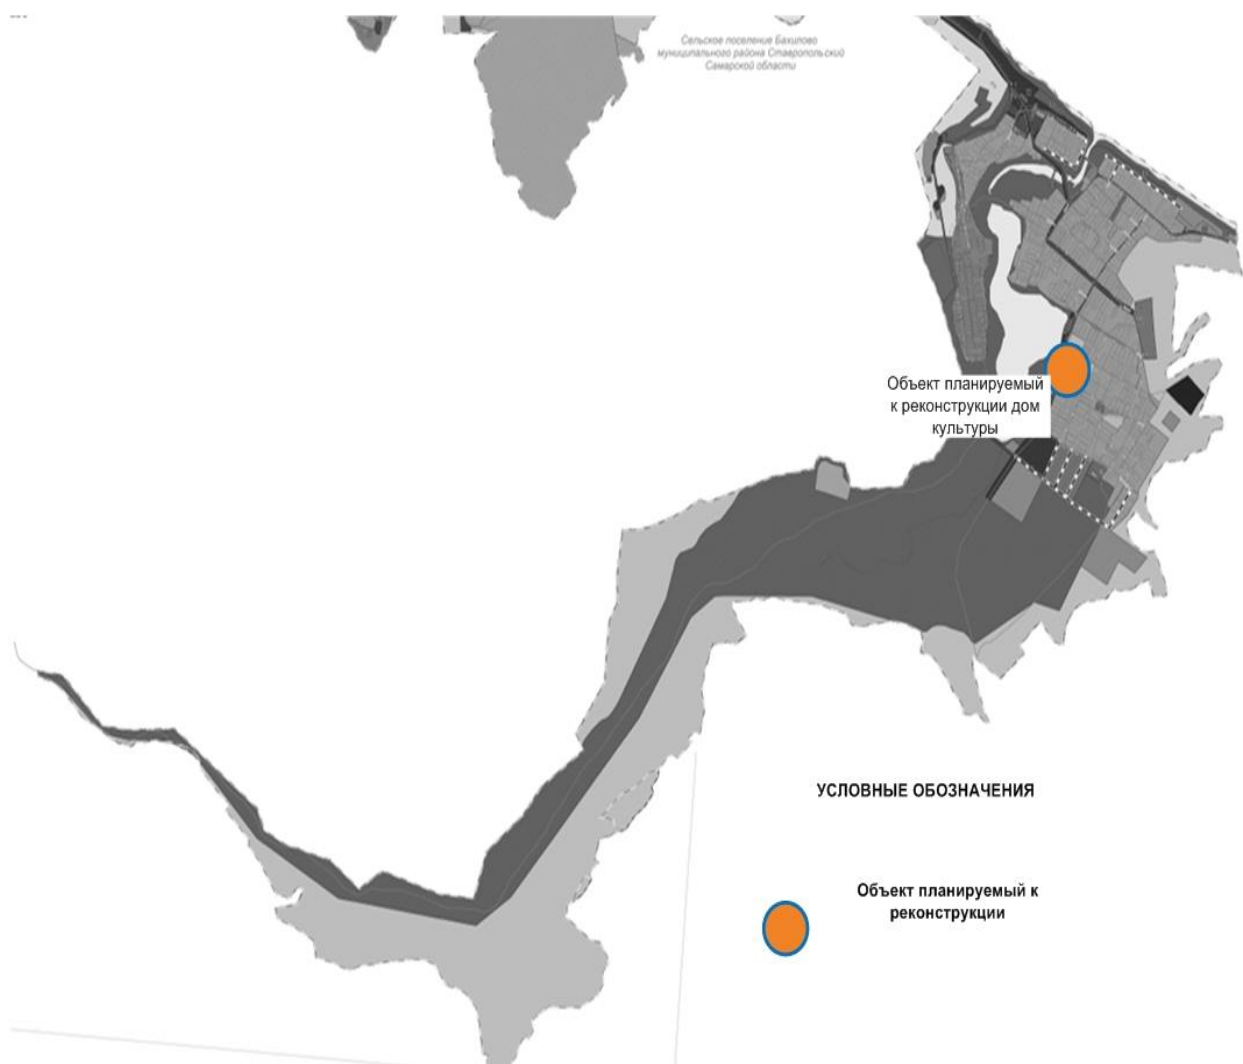 Сельское поселение Бахилово
муниципального района Ставропольский
Самарской области
Объект планируемый
к реконструкции дом
культуры
УСЛОВНЫЕ ОБОЗНАЧЕНИЯ
Объект планируемый к
реконструкции